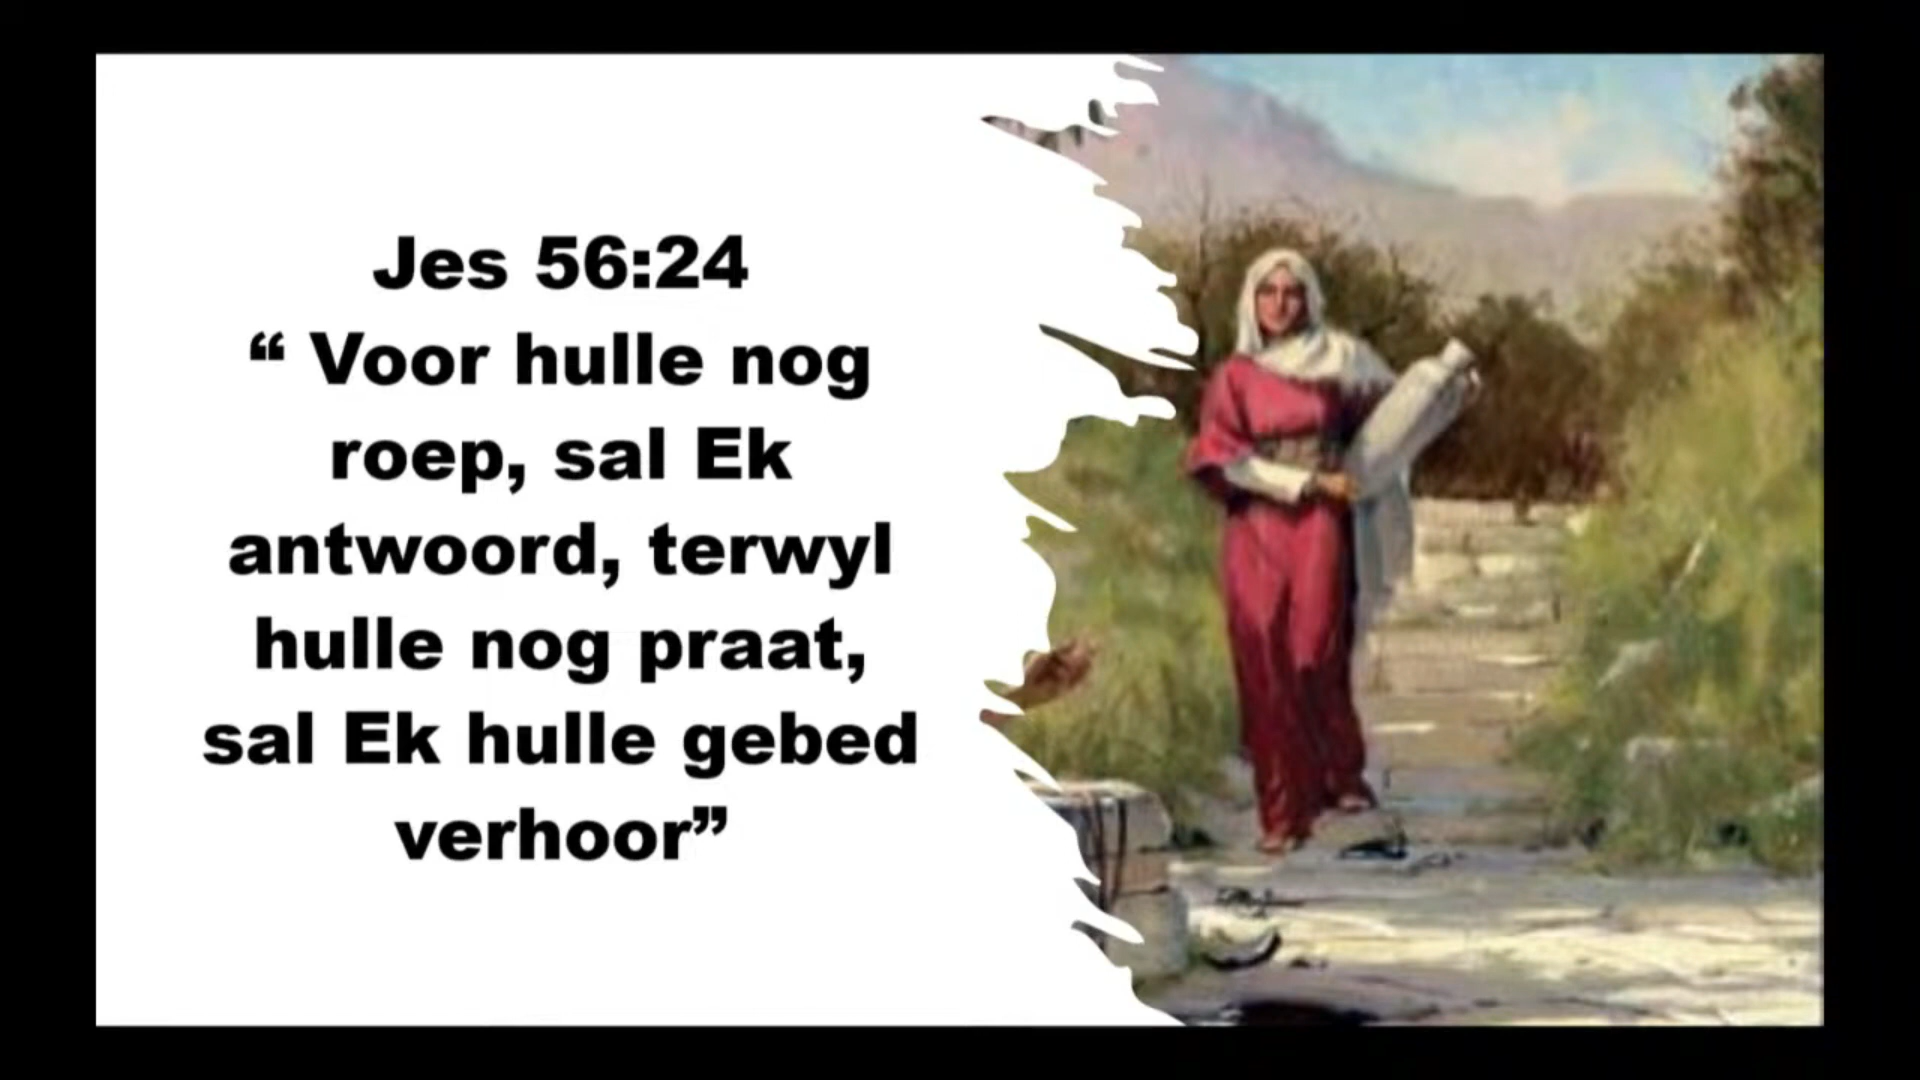 Jes 56:24
“ Voor hulle nog
roep, sal Ek
antwoord, terwyl
hulle nog praat,
sal Ek hulle gebed
verhoor”